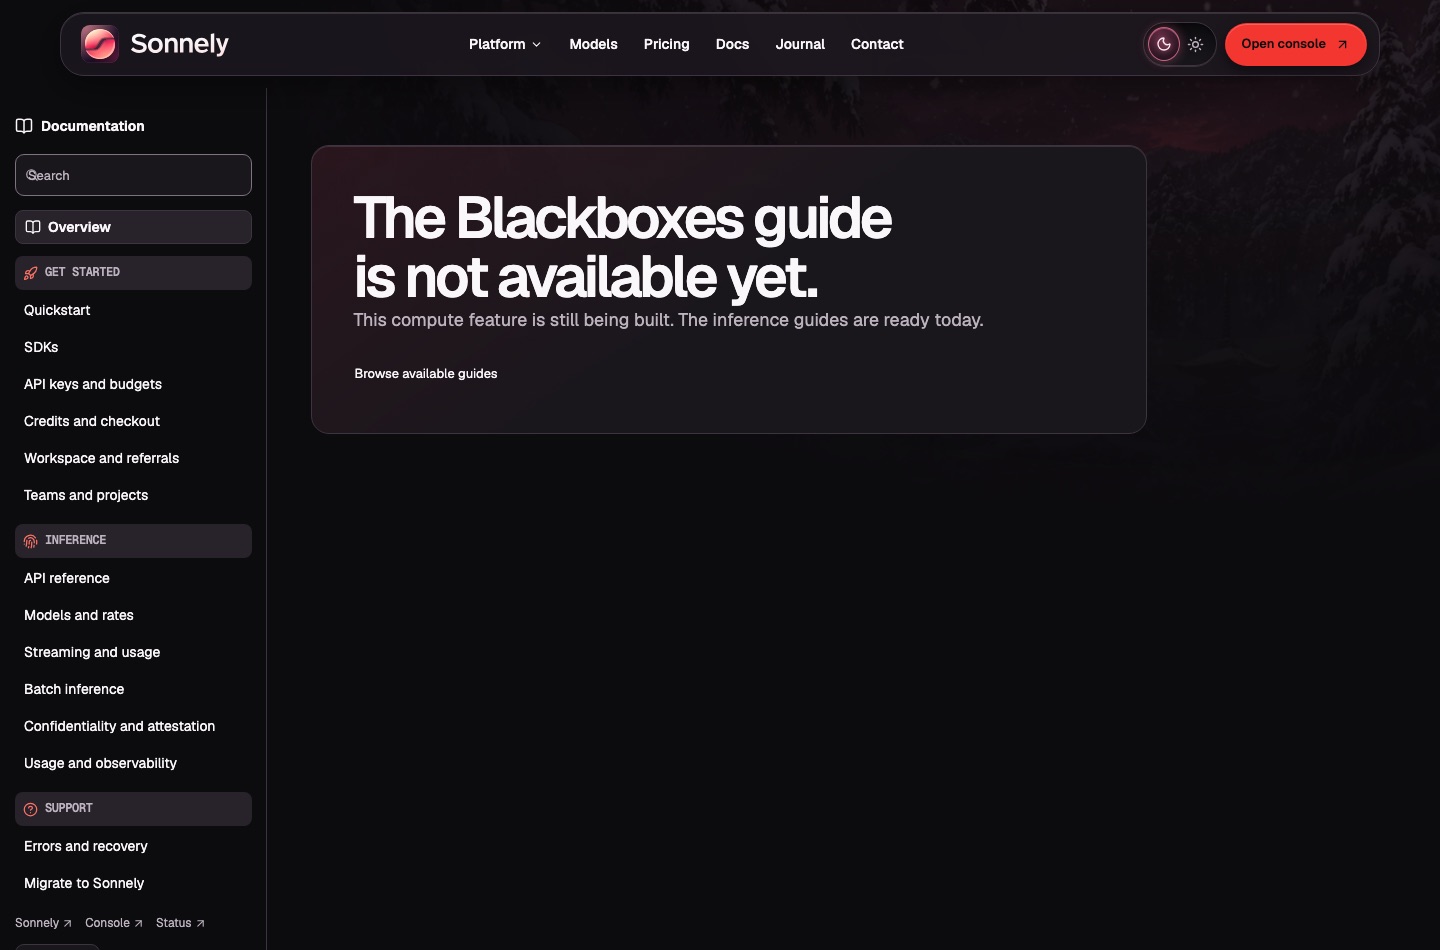 Sonnely
Platform
Models
Pricing
Docs
Journal
Contact
Open console
Documentation
Search
Overview
GET STARTED
Quickstart
SDKs
API keys and budgets
Credits and checkout
Workspace and referrals
Teams and projects
INFERENCE
API reference
Models and rates
Streaming and usage
Batch inference
Confidentiality and attestation
Usage and observability
SUPPORT
Errors and recovery
Migrate to Sonnely
Sonnely
Console
Status
The Blackboxes guide
is not available yet.
This compute feature is still being built. The inference guides are ready today.
Browse available guides